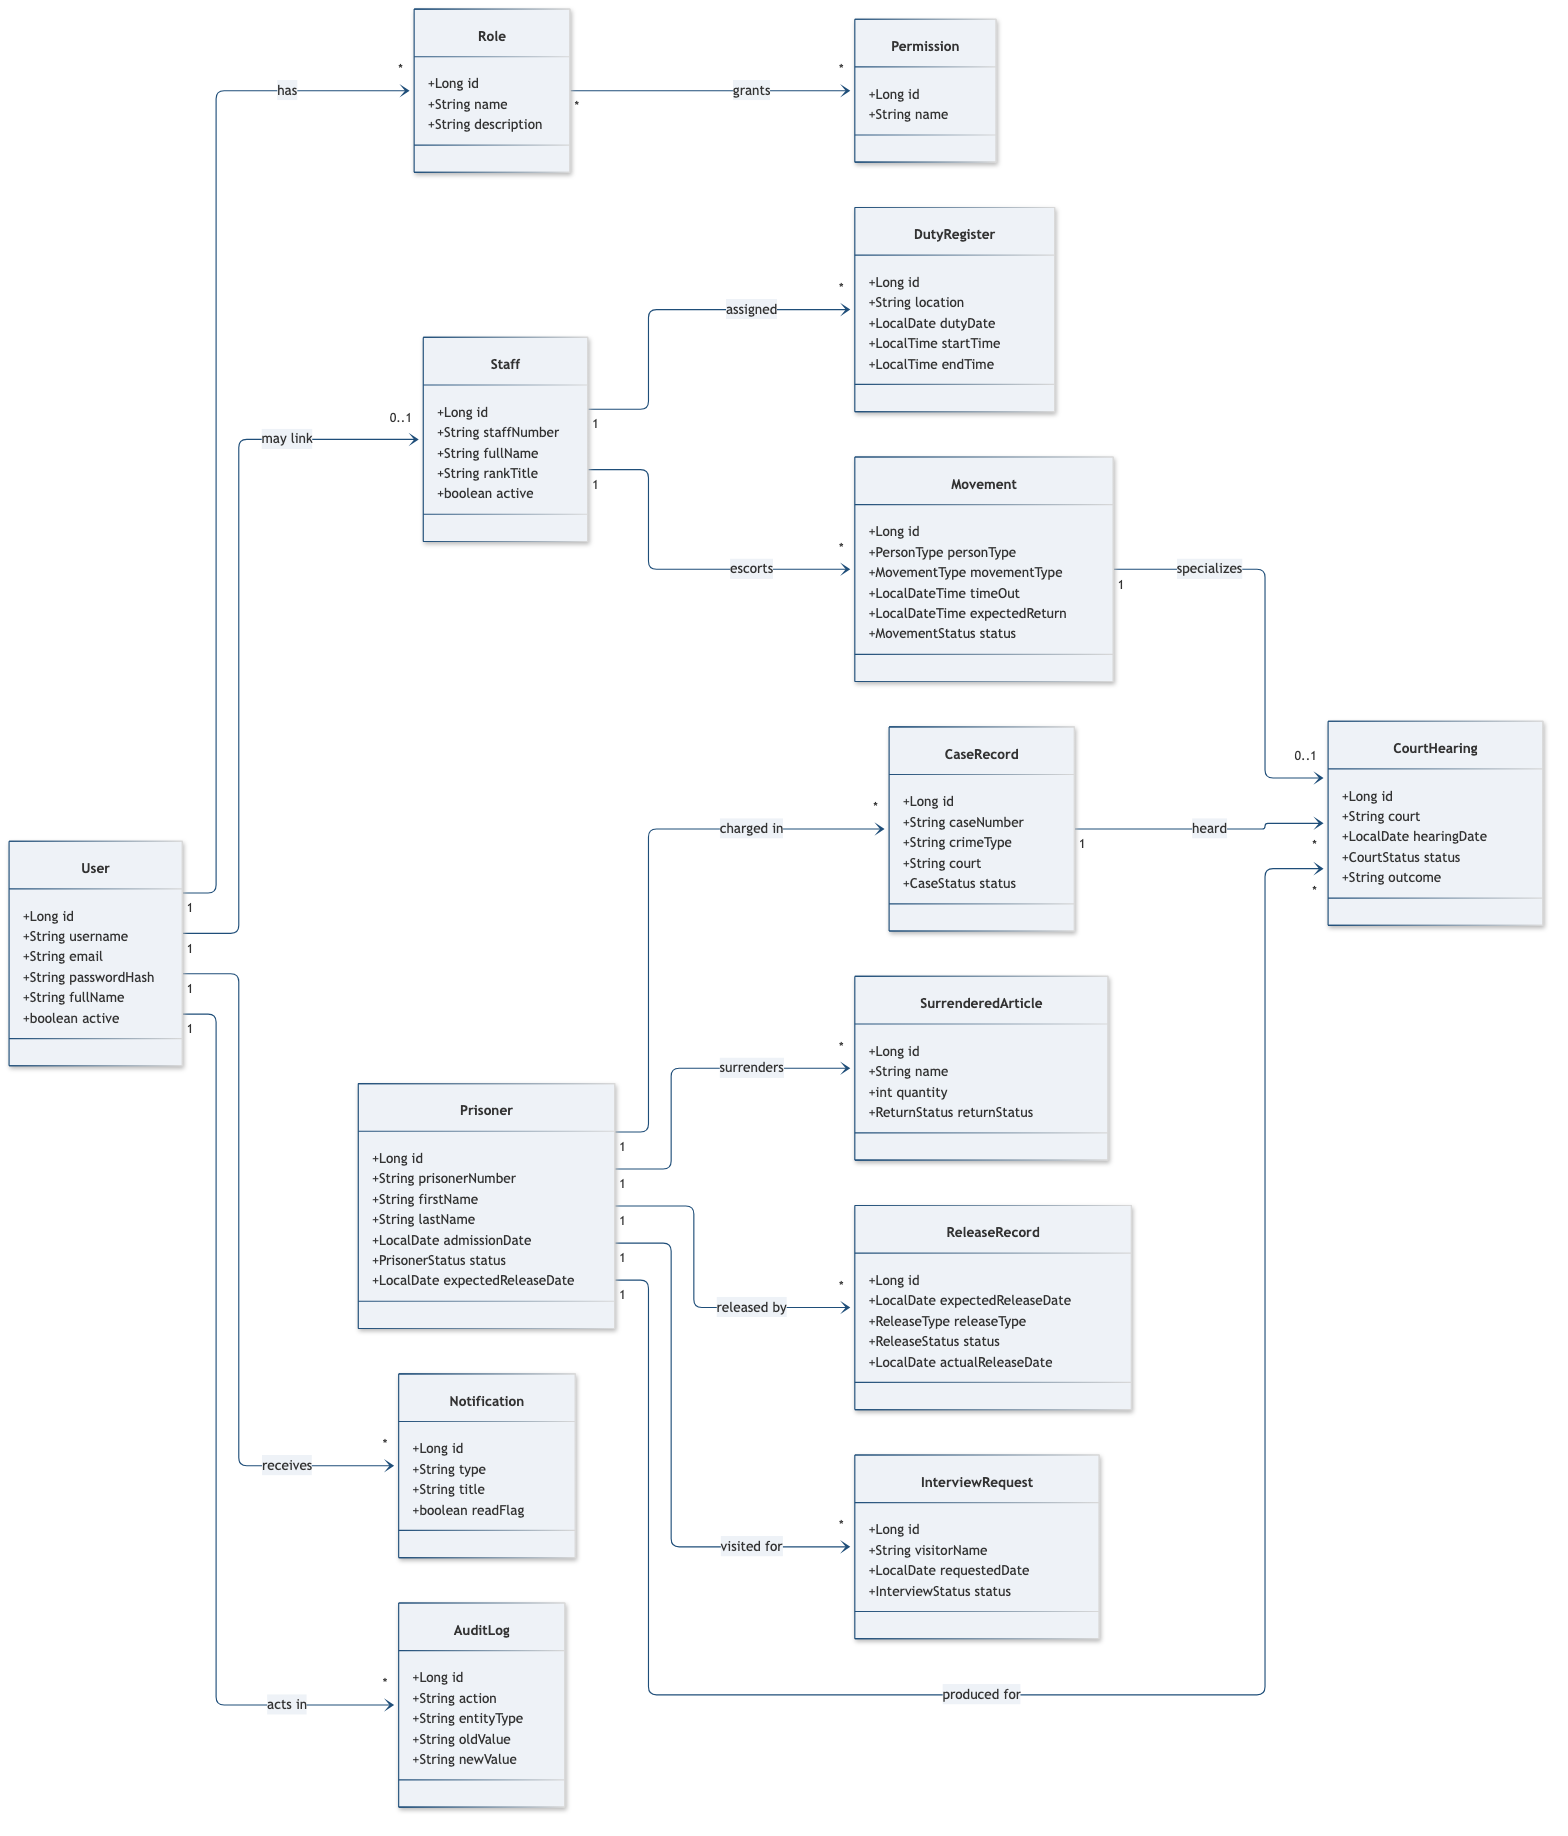 Role
+Long id
+String name
+String description
Permission
+Long id
+String name
has
1
*
grants
*
*
DutyRegister
+Long id
+String location
+LocalDate dutyDate
+LocalTime startTime
+LocalTime endTime
Staff
+Long id
+String staffNumber
+String fullName
+String rankTitle
+boolean active
assigned
1
*
may link
1
0..1
Movement
+Long id
+PersonType personType
+MovementType movementType
+LocalDateTime timeOut
+LocalDateTime expectedReturn
+MovementStatus status
escorts
1
*
specializes
1
0..1
CaseRecord
+Long id
+String caseNumber
+String crimeType
+String court
+CaseStatus status
CourtHearing
+Long id
+String court
+LocalDate hearingDate
+CourtStatus status
+String outcome
charged in
1
*
heard
1
*
User
+Long id
+String username
+String email
+String passwordHash
+String fullName
+boolean active
SurrenderedArticle
+Long id
+String name
+int quantity
+ReturnStatus returnStatus
surrenders
1
*
Prisoner
+Long id
+String prisonerNumber
+String firstName
+String lastName
+LocalDate admissionDate
+PrisonerStatus status
+LocalDate expectedReleaseDate
ReleaseRecord
+Long id
+LocalDate expectedReleaseDate
+ReleaseType releaseType
+ReleaseStatus status
+LocalDate actualReleaseDate
released by
1
*
Notification
+Long id
+String type
+String title
+boolean readFlag
receives
1
*
InterviewRequest
+Long id
+String visitorName
+LocalDate requestedDate
+InterviewStatus status
visited for
1
*
AuditLog
+Long id
+String action
+String entityType
+String oldValue
+String newValue
acts in
1
*
produced for
1
*